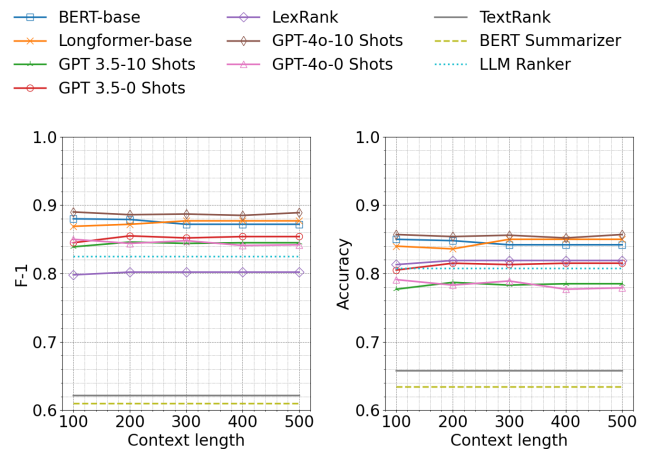 BERT-base
Longformer-base
GPT 3.5-10 Shots
GPT 3.5-0 Shots
LexRank
GPT-4o-10 Shots
GPT-4o-0 Shots
TextRank
BERT Summarizer
LLM Ranker
F-1
1.0
0.9
0.8
0.7
0.6
100 200 300 400 500
Context length
Accuracy
1.0
0.9
0.8
0.7
0.6
100 200 300 400 500
Context length